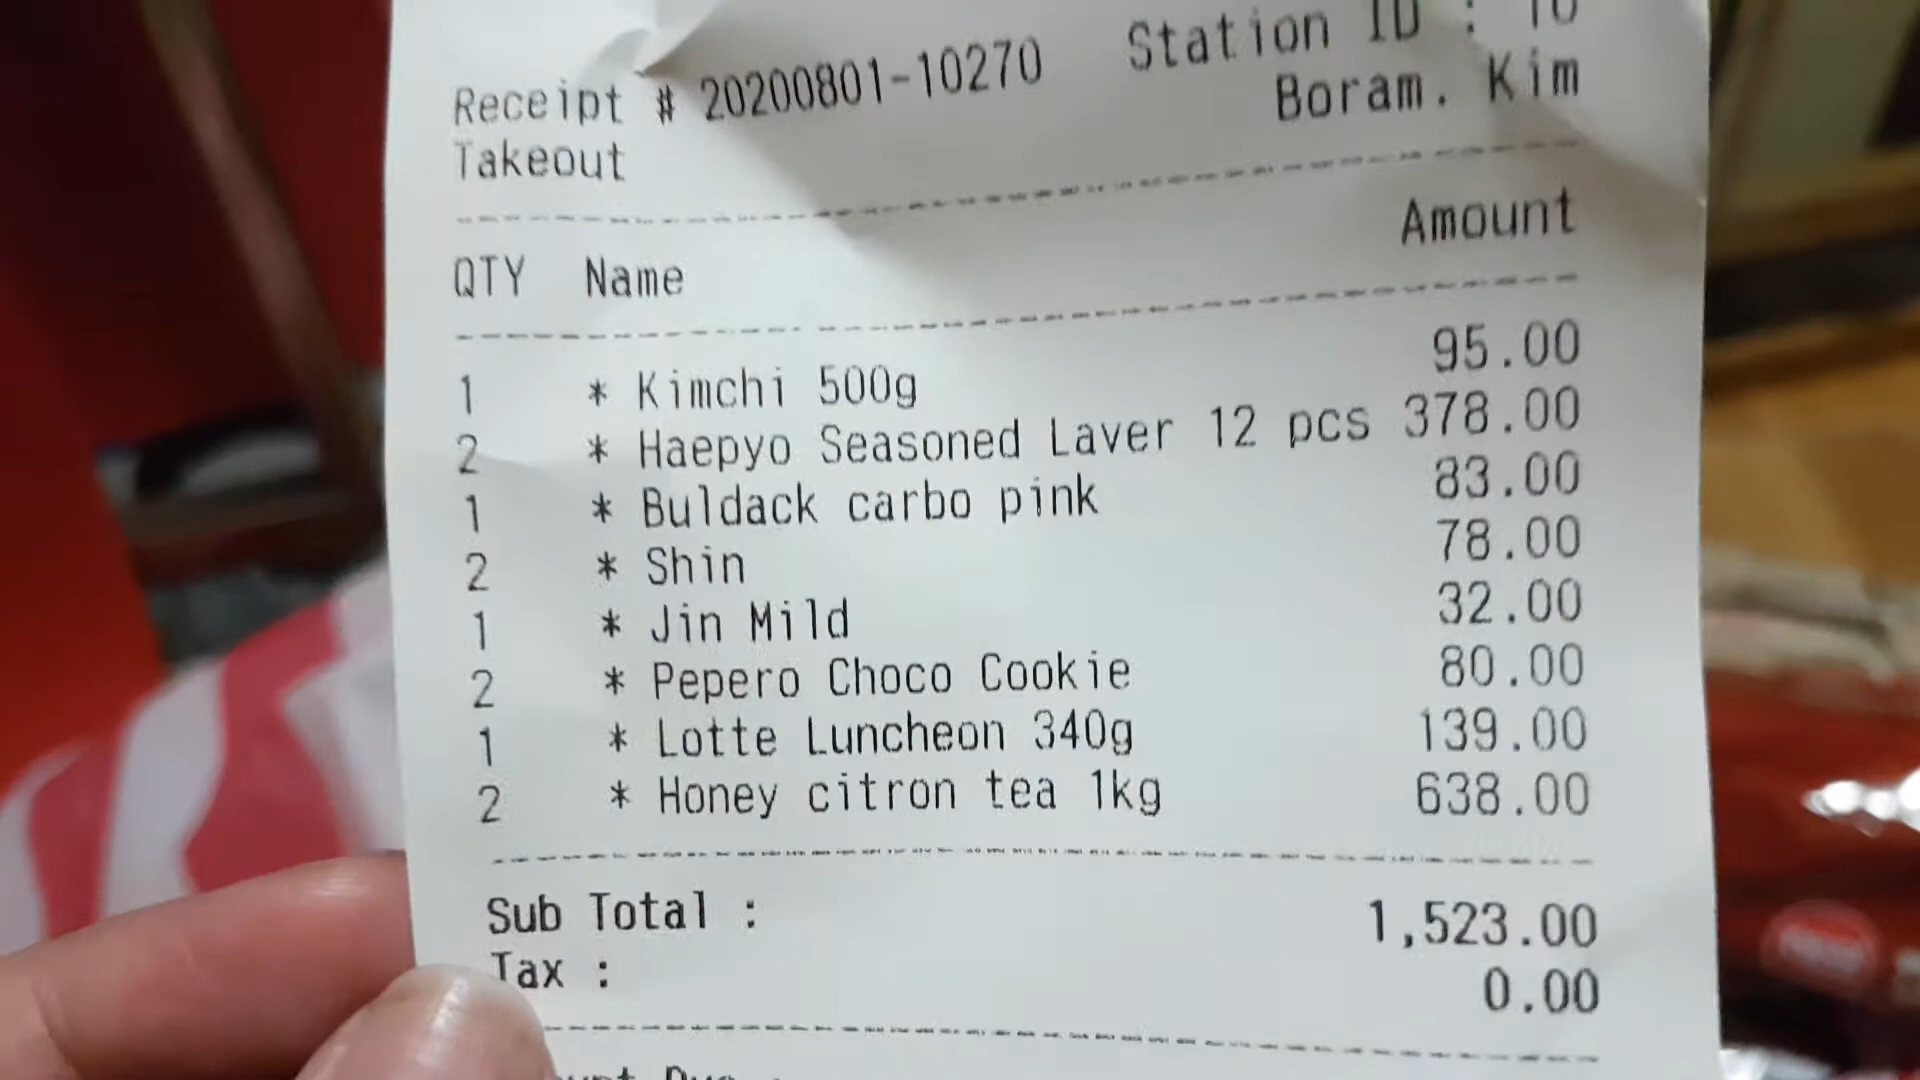 Receipt # 20200801-10270 Station ID : 10
Takeout Boram. Kim
QTY Name Amount
1 * Kimchi 500g 95.00
2 * Haepyo Seasoned Laver 12 pcs 378.00
1 * Buldack carbo pink 83.00
2 * Shin 78.00
1 * Jin Mild 32.00
2 * Pepero Choco Cookie 80.00
1 * Lotte Luncheon 340g 139.00
2 * Honey citron tea 1kg 638.00
Sub Total : 1,523.00
Tax : 0.00